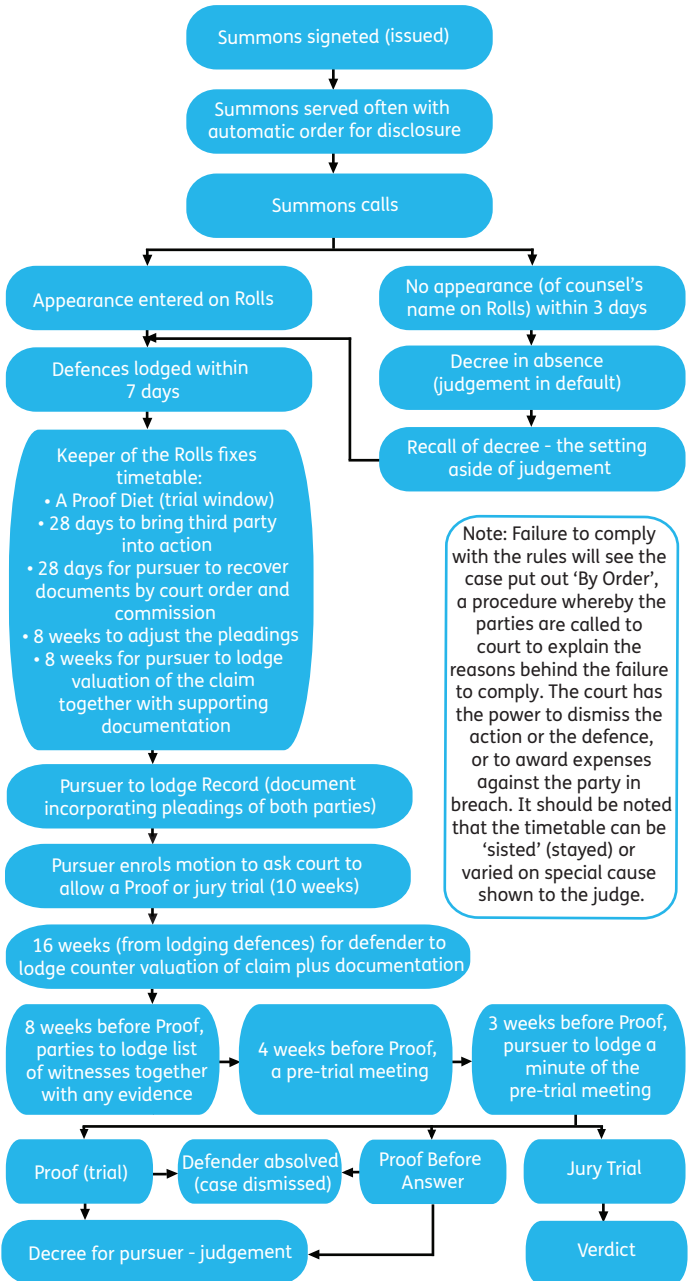 Summons signeted (issued)
Summons served often with
automatic order for disclosure
Summons calls
Appearance entered on Rolls
No appearance (of counsel's
name on Rolls) within 3 days
Defences lodged within
7 days
Decree in absence
(judgement in default)
Recall of decree - the setting
aside of judgement
Keeper of the Rolls fixes
timetable:
• A Proof Diet (trial window)
• 28 days to bring third party
into action
• 28 days for pursuer to recover
documents by court order and
commission
• 8 weeks to adjust the pleadings
• 8 weeks for pursuer to lodge
valuation of the claim
together with supporting
documentation
Note: Failure to comply
with the rules will see the
case put out ‘By Order’,
a procedure whereby the
parties are called to
court to explain the
reasons behind the failure
to comply. The court has
the power to dismiss the
action or the defence,
or to award expenses
against the party in
breach. It should be noted
that the timetable can be
‘sisted’ (stayed) or
varied on special cause
shown to the judge.
Pursuer to lodge Record (document
incorporating pleadings of both parties)
Pursuer enrols motion to ask court to
allow a Proof or jury trial (10 weeks)
16 weeks (from lodging defences) for defender to
lodge counter valuation of claim plus documentation
8 weeks before Proof,
parties to lodge list
of witnesses together
with any evidence
4 weeks before Proof,
a pre-trial meeting
3 weeks before Proof,
pursuer to lodge a
minute of the
pre-trial meeting
Proof (trial)
Defender absolved
(case dismissed)
Proof Before
Answer
Jury Trial
Decree for pursuer - judgement
Verdict